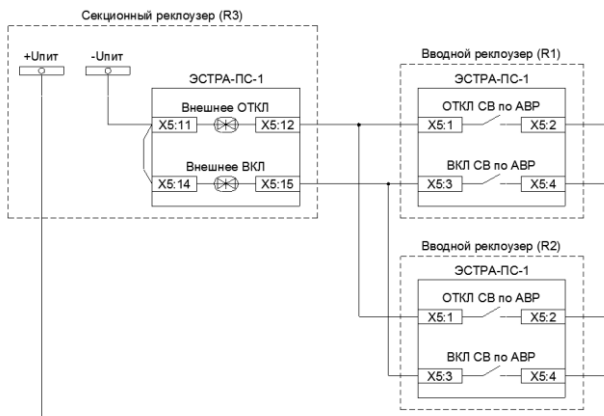 Секционный реклоузер (R3)
+Uпит
-Uпит
ЭСТРА-ПС-1
Внешнее ОТКЛ
X5:11
X5:12
Внешнее ВКЛ
X5:14
X5:15
Вводной реклоузер (R1)
ЭСТРА-ПС-1
ОТКЛ СВ по АВР
X5:1
X5:2
ВКЛ СВ по АВР
X5:3
X5:4
Вводной реклоузер (R2)
ЭСТРА-ПС-1
ОТКЛ СВ по АВР
X5:1
X5:2
ВКЛ СВ по АВР
X5:3
X5:4